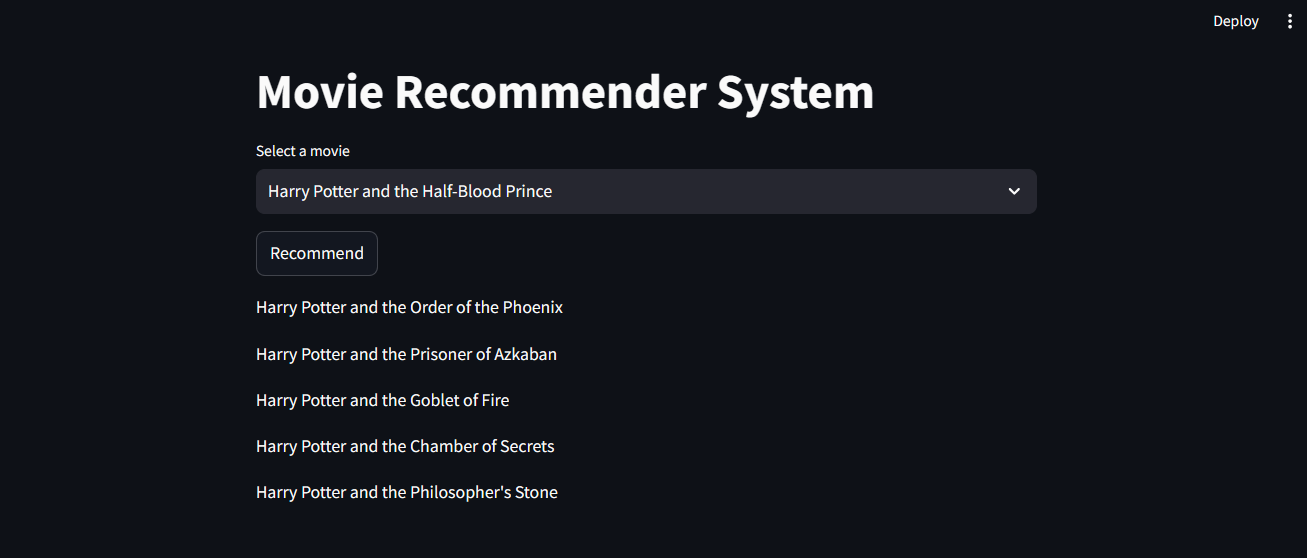 Deploy
Movie Recommender System
Select a movie
Harry Potter and the Half-Blood Prince
Recommend
Harry Potter and the Order of the Phoenix
Harry Potter and the Prisoner of Azkaban
Harry Potter and the Goblet of Fire
Harry Potter and the Chamber of Secrets
Harry Potter and the Philosopher's Stone